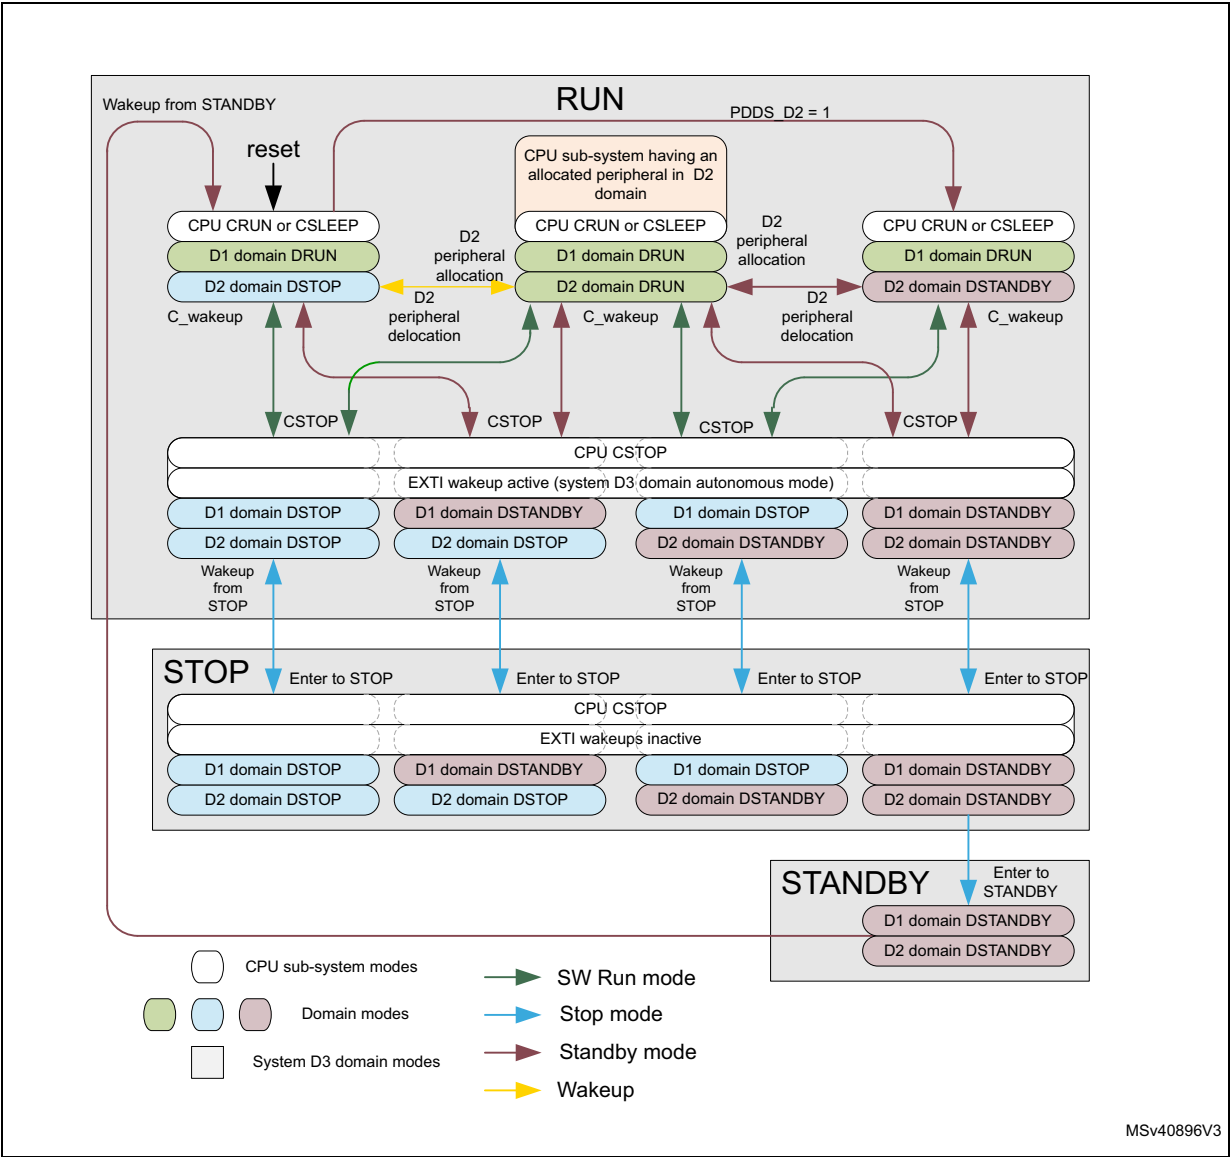 RUN
Wakeup from STANDBY
PDDS_D2 = 1
reset
CPU sub-system having an
allocated peripheral in D2
domain
CPU CRUN or CSLEEP
D1 domain DRUN
D2 domain DSTOP
D2
peripheral
allocation
D2
peripheral
delocation
CPU CRUN or CSLEEP
D1 domain DRUN
D2 domain DRUN
D2
peripheral
allocation
D2
peripheral
delocation
CPU CRUN or CSLEEP
D1 domain DRUN
D2 domain DSTANDBY
C_wakeup
C_wakeup
C_wakeup
CSTOP
CSTOP
CSTOP
CSTOP
CPU CSTOP
EXTI wakeup active (system D3 domain autonomous mode)
D1 domain DSTOP
D2 domain DSTOP
D1 domain DSTANDBY
D2 domain DSTOP
D1 domain DSTOP
D2 domain DSTANDBY
D1 domain DSTANDBY
D2 domain DSTANDBY
Wakeup
from
STOP
Wakeup
from
STOP
Wakeup
from
STOP
Wakeup
from
STOP
STOP
Enter to STOP
Enter to STOP
Enter to STOP
Enter to STOP
CPU CSTOP
EXTI wakeups inactive
D1 domain DSTOP
D2 domain DSTOP
D1 domain DSTANDBY
D2 domain DSTOP
D1 domain DSTOP
D2 domain DSTANDBY
D1 domain DSTANDBY
D2 domain DSTANDBY
STANDBY
Enter to
STANDBY
D1 domain DSTANDBY
D2 domain DSTANDBY
CPU sub-system modes
Domain modes
System D3 domain modes
SW Run mode
Stop mode
Standby mode
Wakeup
MSv40896V3